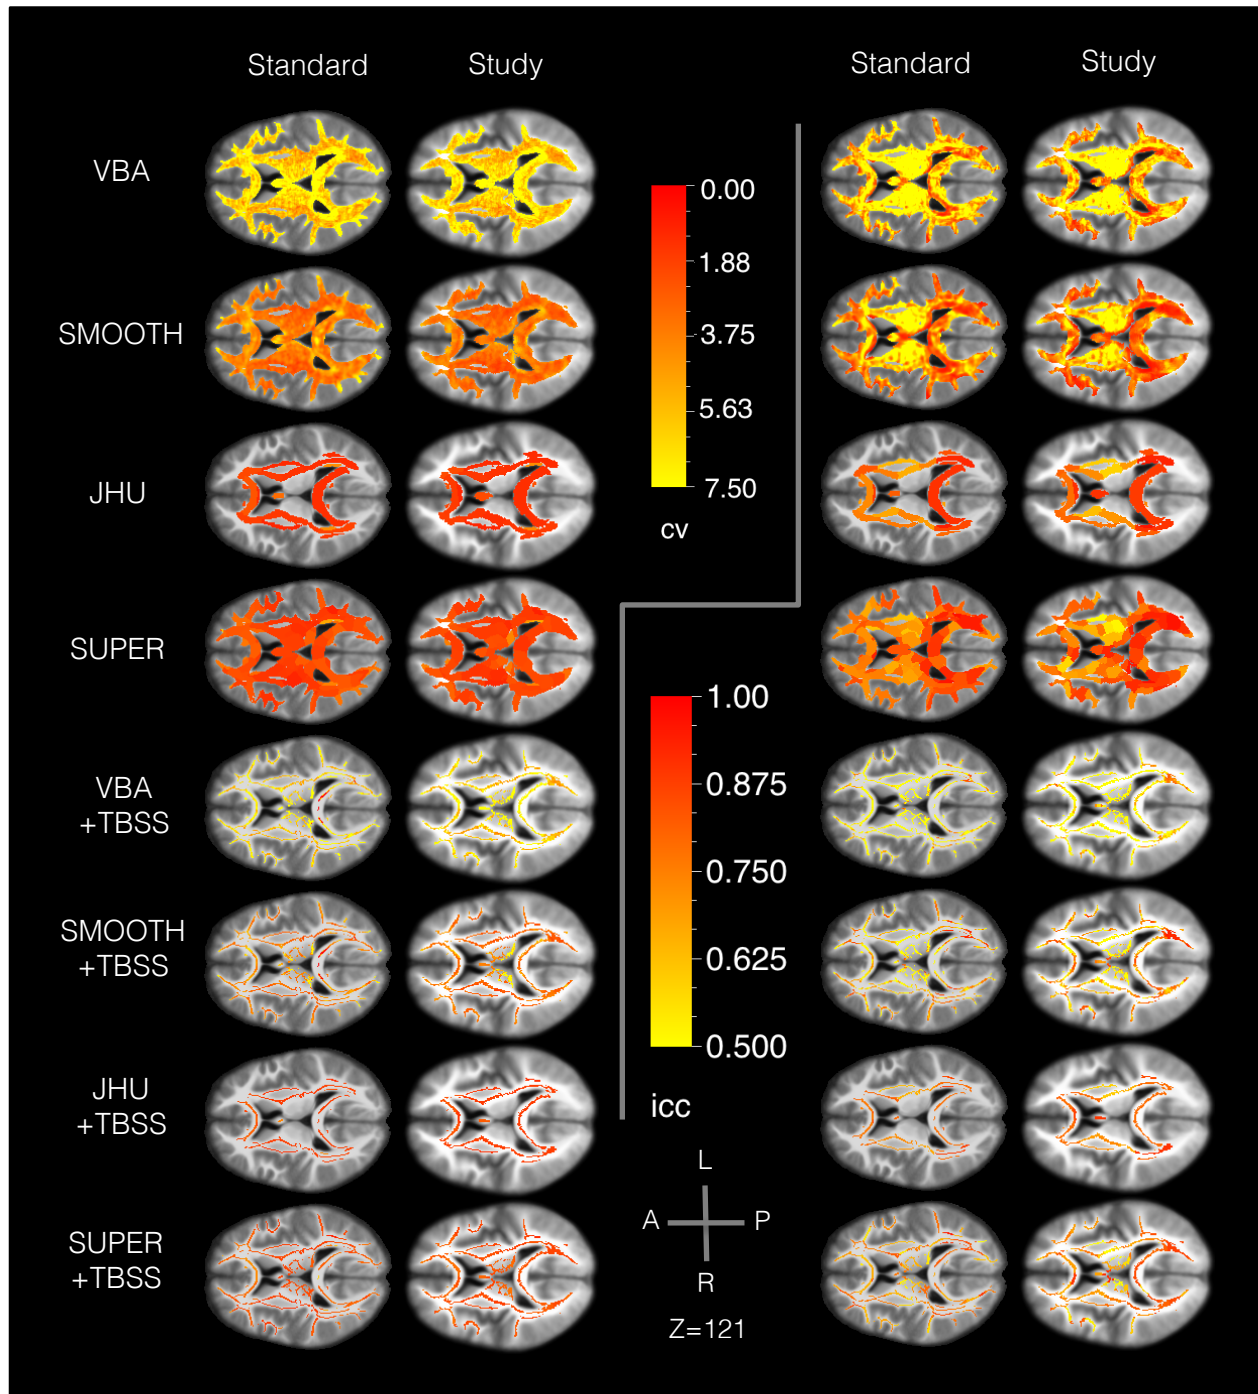 Standard Study Standard Study
VBA
0.00
1.88
SMOOTH
3.75
5.63
JHU
7.50
cv
SUPER
1.00
0.875
VBA
+TBSS
0.750
SMOOTH
+TBSS
0.625
0.500
JHU
+TBSS
icc
L
A P
R
SUPER
+TBSS
Z=121